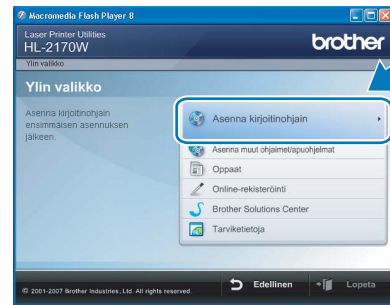 Macromedia Flash Player 8
Laser Printer Utilities
HL-2170W
brother
Ylin valikko
Ylin valikko
Asenna kirjoitinohjain
ensimmäisen asennuksen
jälkeen.
Asenna kirjoitinohjain
Asenna muut ohjaimet/apuohjelmat
Oppaat
Online-rekisteröinti
Brother Solutions Center
Tarviketietoja
© 2001-2007 Brother Industries, Ltd. All rights reserved.
Edellinen
Lopeta